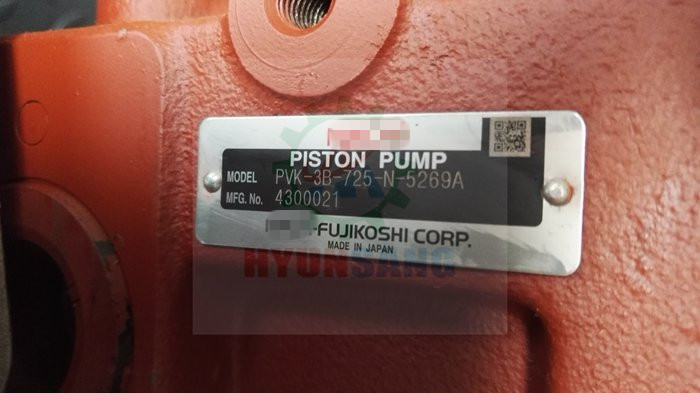 PISTON PUMP
MODEL PVK-3B-725-N-5269A
MFG. No. 4300021
-FUJIKOSHI CORP.
MADE IN JAPAN
HYUNSANG